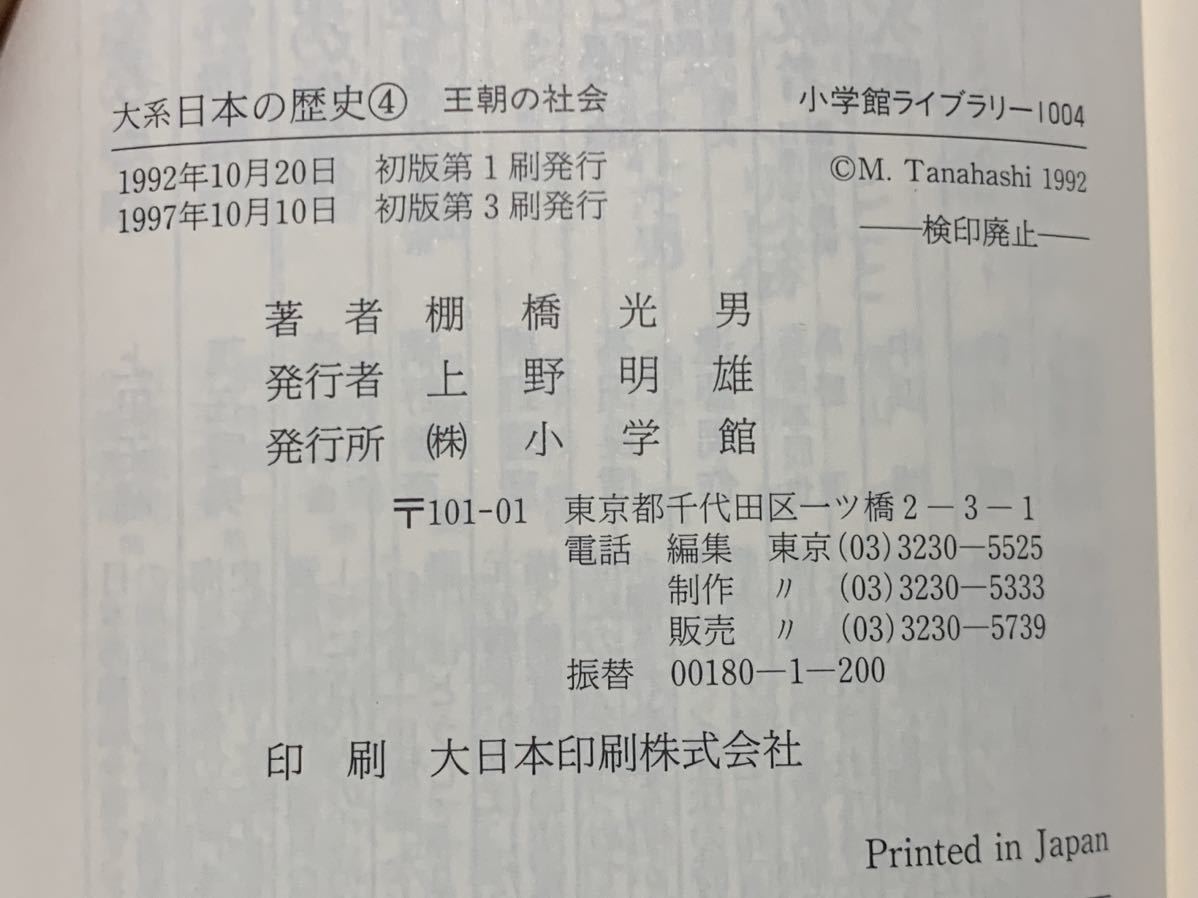 大系日本の歴史④ 王朝の社会 小学館ライブラリー1004
1992年10月20日 初版第1刷発行
1997年10月10日 初版第3刷発行
©M. Tanahashi 1992
——検印廃止——
著者 棚橋光男
発行者 上野明雄
発行所 ㈱小学館
〒101-01 東京都千代田区一ツ橋2−3−1
電話 編集 東京(03)3230−5525
制作 〃 (03)3230−5333
販売 〃 (03)3230−5739
振替 00180−1−200
印刷 大日本印刷株式会社
Printed in Japan